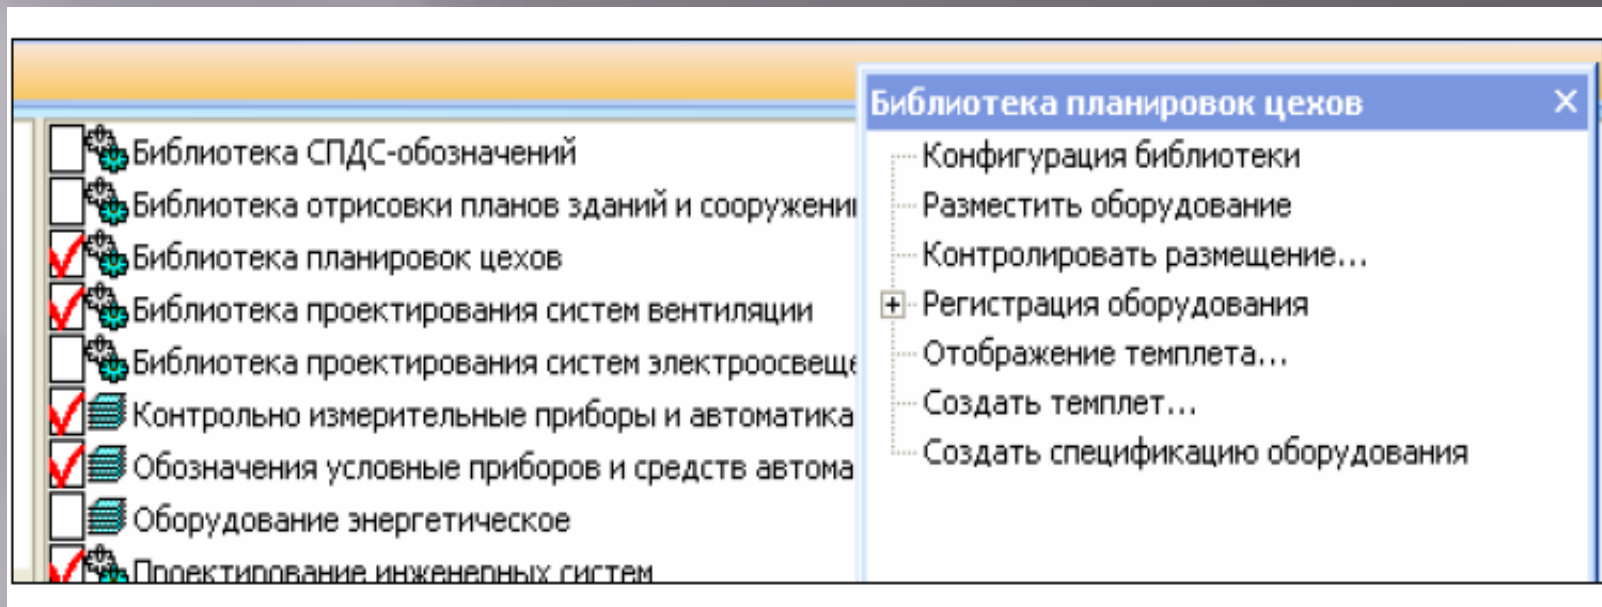 Библиотека СПДС-обозначений
Библиотека отрисовки планов зданий и сооружени
Библиотека планировок цехов
Библиотека проектирования систем вентиляции
Библиотека проектирования систем электроосвеще
Контрольно измерительные приборы и автоматика
Обозначения условные приборов и средств автома
Оборудование энергетическое
Проектирование инженерных систем
Библиотека планировок цехов
Конфигурация библиотеки
Разместить оборудование
Контролировать размещение...
Регистрация оборудования
Отображение темплета...
Создать темплет...
Создать спецификацию оборудования